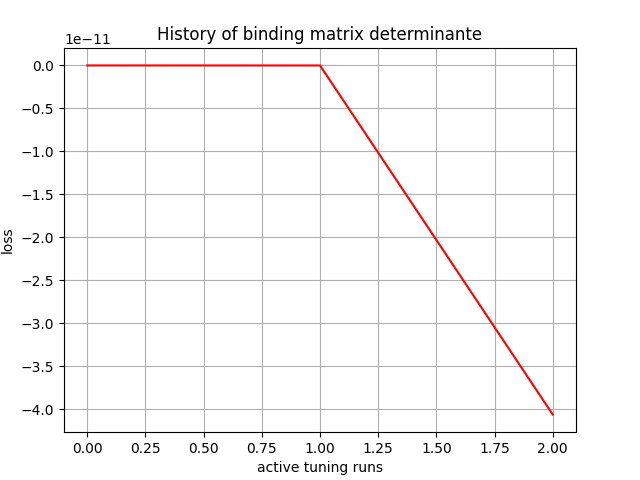 History of binding matrix determinante
1e−11
0.0
−0.5
−1.0
−1.5
−2.0
−2.5
−3.0
−3.5
−4.0
loss
0.00 0.25 0.50 0.75 1.00 1.25 1.50 1.75 2.00
active tuning runs